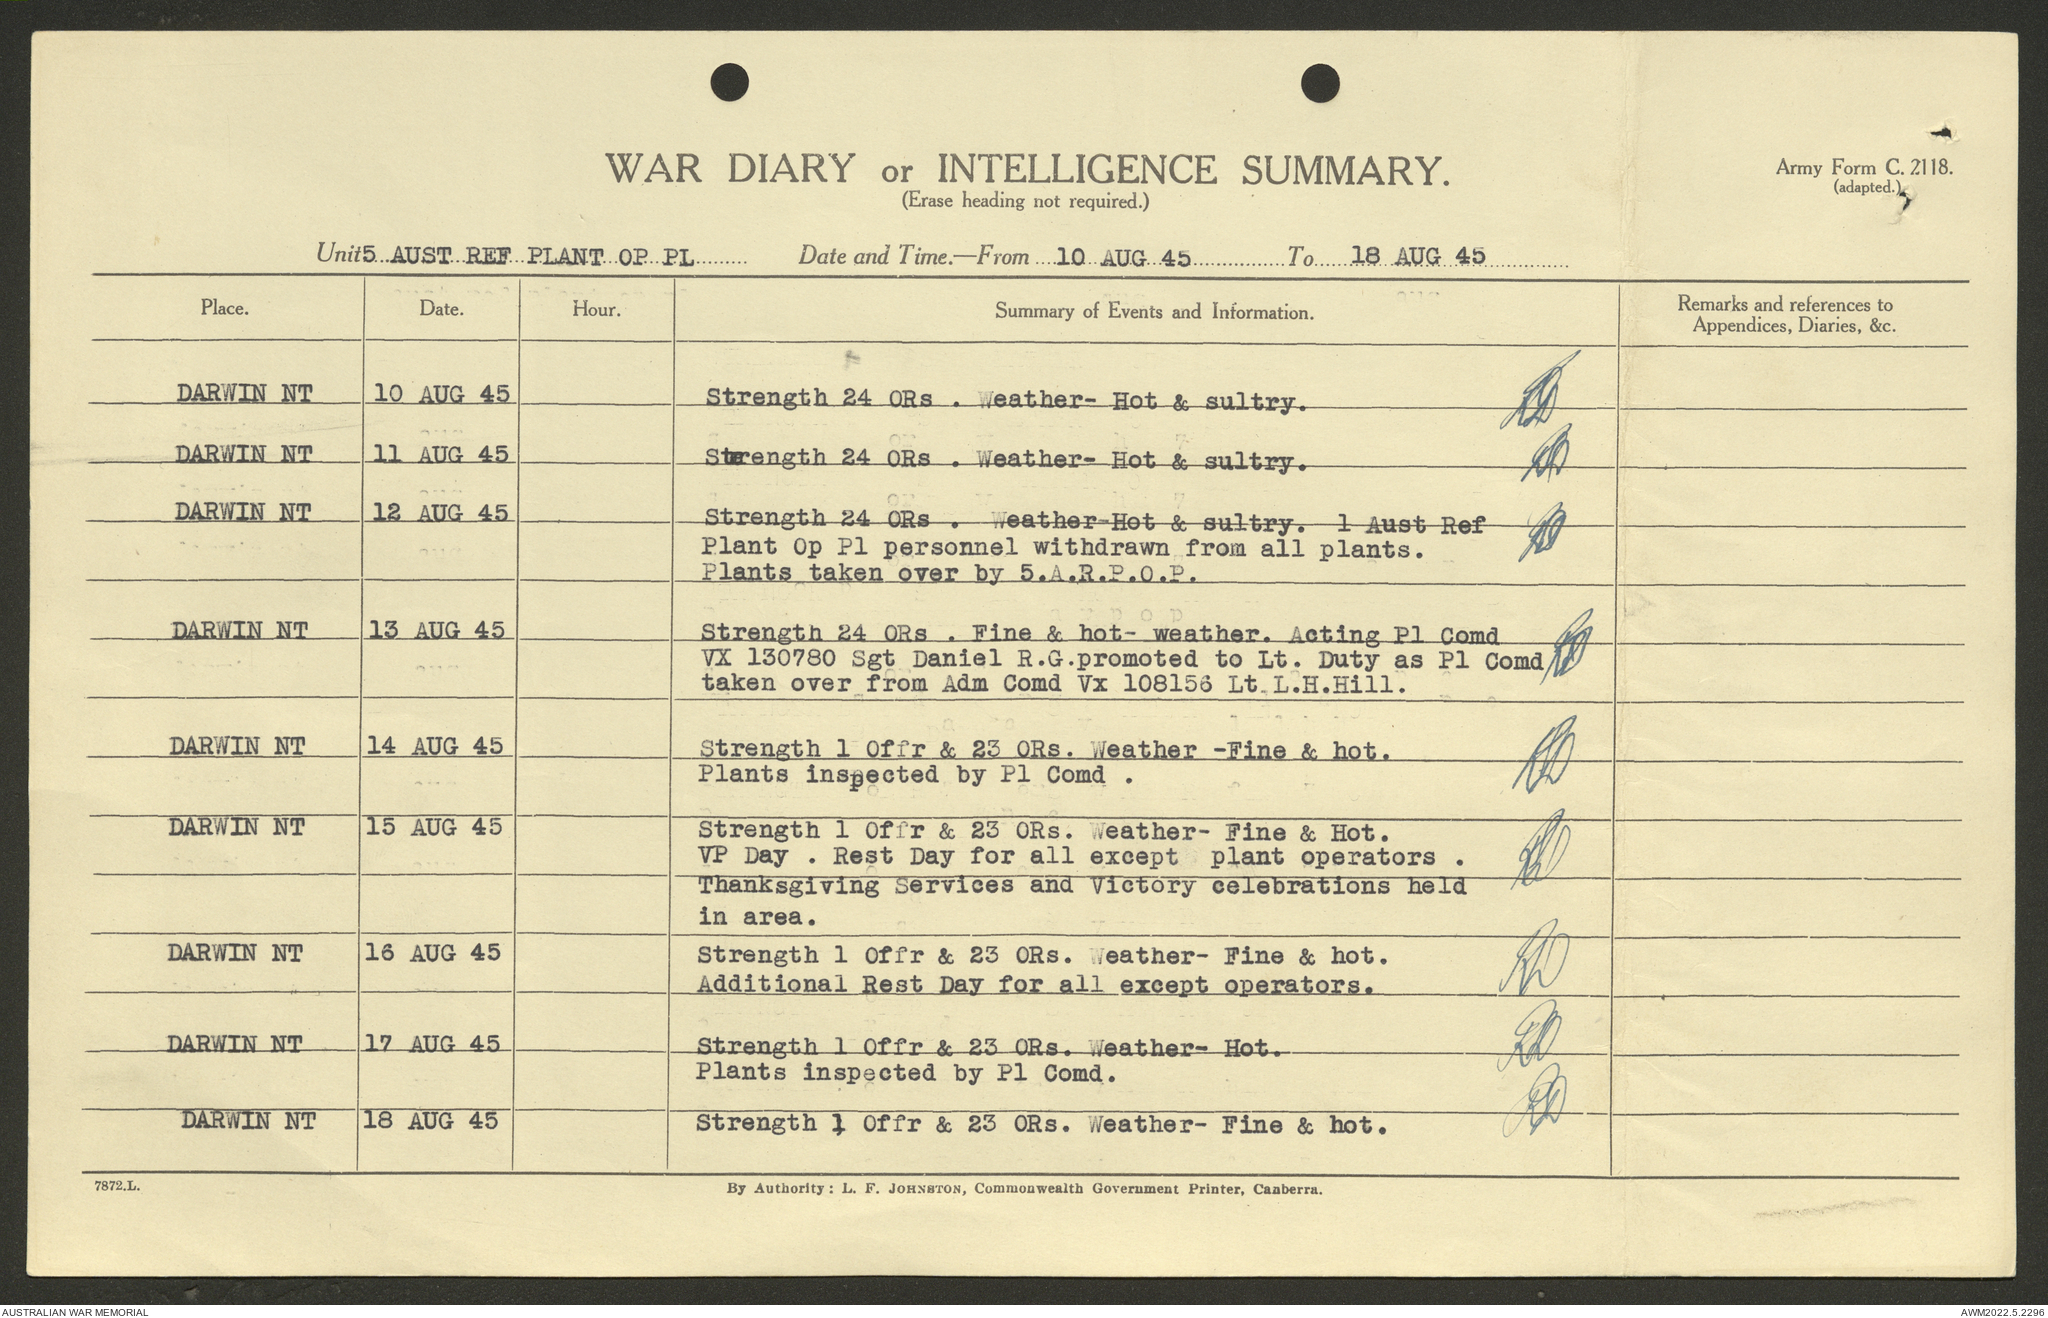 WAR DIARY or INTELLIGENCE SUMMARY.
(Erase heading not required.)
Army Form C. 2118.
(adapted.)
Unit 5 AUST REF PLANT OP PL Date and Time.—From 10 AUG 45 To 18 AUG 45
Place. Date. Hour. Summary of Events and Information. Remarks and references to Appendices, Diaries, &c.
DARWIN NT 10 AUG 45 Strength 24 ORs . Weather- Hot & sultry.
DARWIN NT 11 AUG 45 Strength 24 ORs . Weather- Hot & sultry.
DARWIN NT 12 AUG 45 Strength 24 ORs . Weather-Hot & sultry. 1 Aust Ref
Plant Op Pl personnel withdrawn from all plants.
Plants taken over by 5.A.R.P.O.P.
DARWIN NT 13 AUG 45 Strength 24 ORs . Fine & hot- weather. Acting Pl Comd
VX 130780 Sgt Daniel R.G.promoted to Lt. Duty as Pl Comd
taken over from Adm Comd Vx 108156 Lt L.H.Hill.
DARWIN NT 14 AUG 45 Strength 1 Offr & 23 ORs. Weather -Fine & hot.
Plants inspected by Pl Comd .
DARWIN NT 15 AUG 45 Strength 1 Offr & 23 ORs. Weather- Fine & Hot.
VP Day . Rest Day for all except plant operators .
Thanksgiving Services and Victory celebrations held
in area.
DARWIN NT 16 AUG 45 Strength 1 Offr & 23 ORs. Weather- Fine & hot.
Additional Rest Day for all except operators.
DARWIN NT 17 AUG 45 Strength 1 Offr & 23 ORs. Weather- Hot.
Plants inspected by Pl Comd.
DARWIN NT 18 AUG 45 Strength 1 Offr & 23 ORs. Weather- Fine & hot.
7872.L.
By Authority: L. F. JOHNSTON, Commonwealth Government Printer, Canberra.
AUSTRALIAN WAR MEMORIAL
AWM2022.5.2296